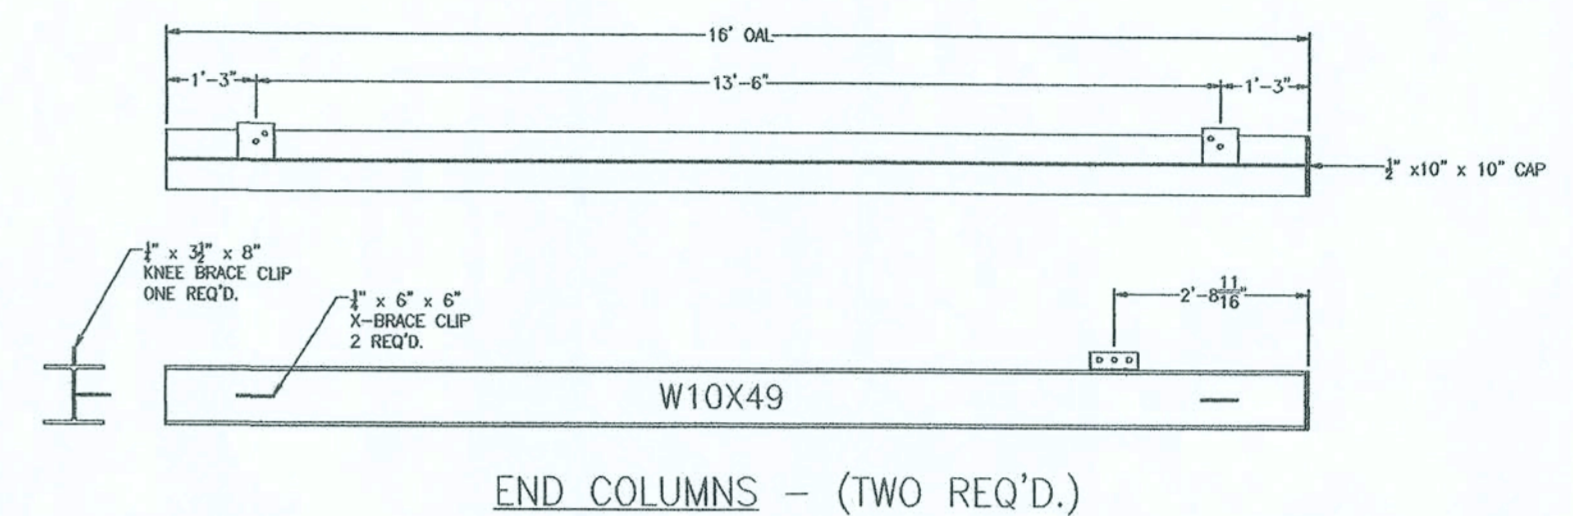 16' OAL
1'-3" 13'-6" 1'-3"
½" x10" x 10" CAP
¼" x 3½" x 8"
KNEE BRACE CLIP
ONE REQ'D.
¼" x 6" x 6"
X-BRACE CLIP
2 REQ'D.
2'-8 11/16"
W10X49
END COLUMNS - (TWO REQ'D.)